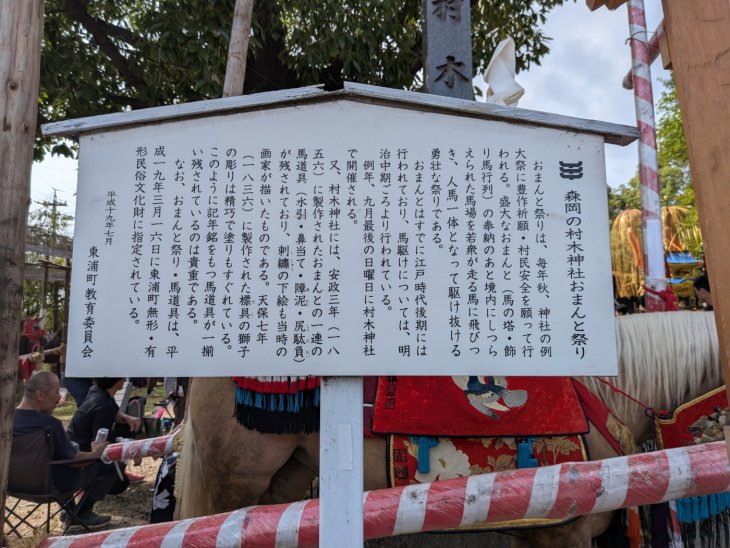 村木
森岡の村木神社おまんと祭り
おまんと祭りは、毎年秋、神社の例
大祭に豊作祈願・村民安全を願って行
われる。盛大なおまんと（馬の塔・飾
り馬行列）の奉納のあと境内にしつら
えられた馬場を若衆が走る馬に飛びつ
き、人馬一体となって駆け抜ける
勇壮な祭りである。
おまんとはすでに江戸時代後期には
行われており、馬駆けについては、明
治中期ごろより行われている。
例年、九月最後の日曜日に村木神社
で開催される。
又、村木神社には、安政三年（一八
五六）に製作されたおまんとの一連の
馬道具（水引・鼻当て・障泥・尻駄負）
が残されており、刺繍の下絵も当時の
画家が描いたものである。天保七年
（一八三六）に製作された標具の獅子
の彫りは精巧で塗りもすぐれている。
このように記年銘をもつ馬道具が一揃
い残されているのは貴重である。
なお、おまんと祭り・馬道具は、平
成一九年三月一六日に東浦町無形・有
形民俗文化財に指定されている。
平成十九年七月
東浦町教育委員会